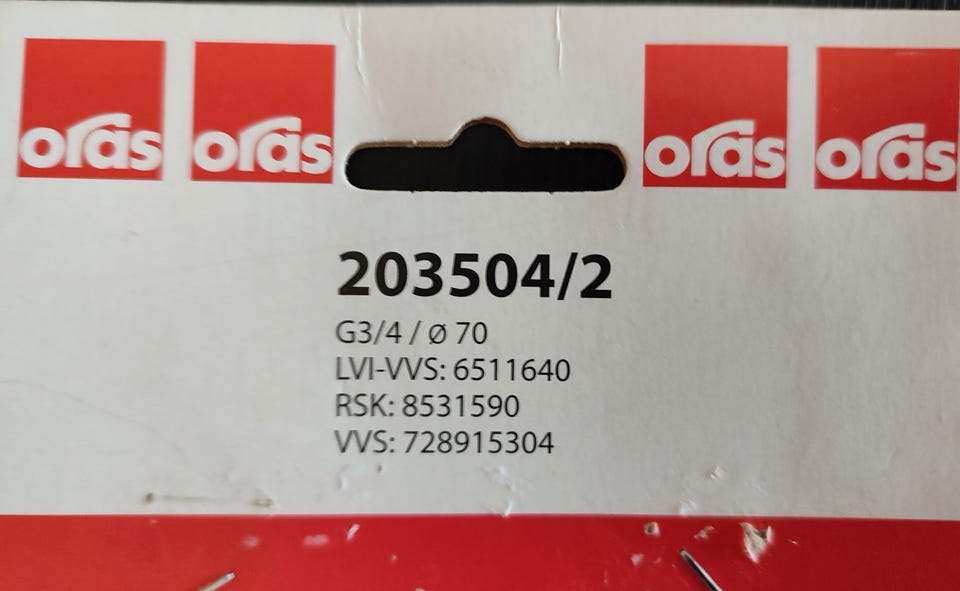 oras oras oras oras
203504/2
G3/4 / Ø 70
LVI-VVS: 6511640
RSK: 8531590
VVS: 728915304